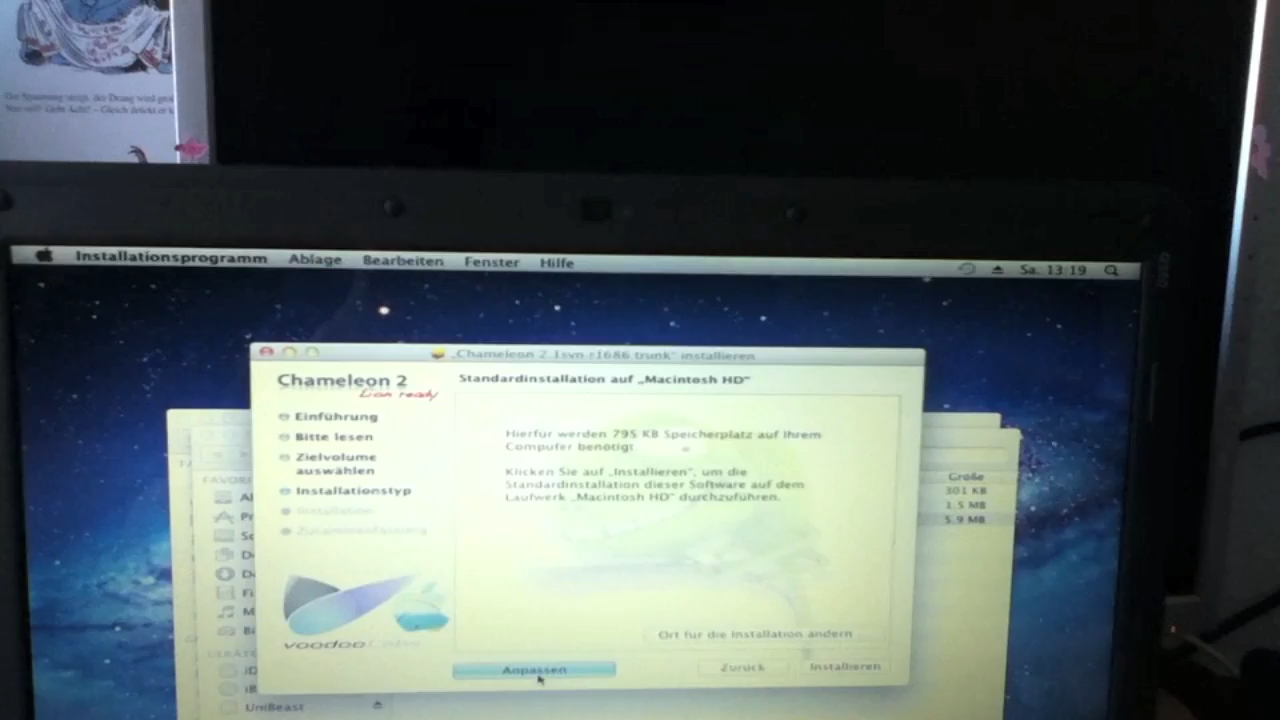 Installationsprogramm Ablage Bearbeiten Fenster Hilfe Sa. 13:19
„Chameleon 2.1svn r1686 trunk“ installieren
Chameleon 2
Lion ready
Standardinstallation auf „Macintosh HD“
Einführung
Bitte lesen
Zielvolume
auswählen
Installationstyp
Installation
Zusammenfassung
Hierfür werden 795 KB Speicherplatz auf Ihrem
Computer benötigt
Klicken Sie auf „Installieren“, um die
Standardinstallation dieser Software auf dem
Laufwerk „Macintosh HD“ durchzuführen.
Ort für die Installation ändern
Anpassen
Zurück
Installieren
voodoo
Größe
301 KB
1.5 MB
5.9 MB
UniBeast